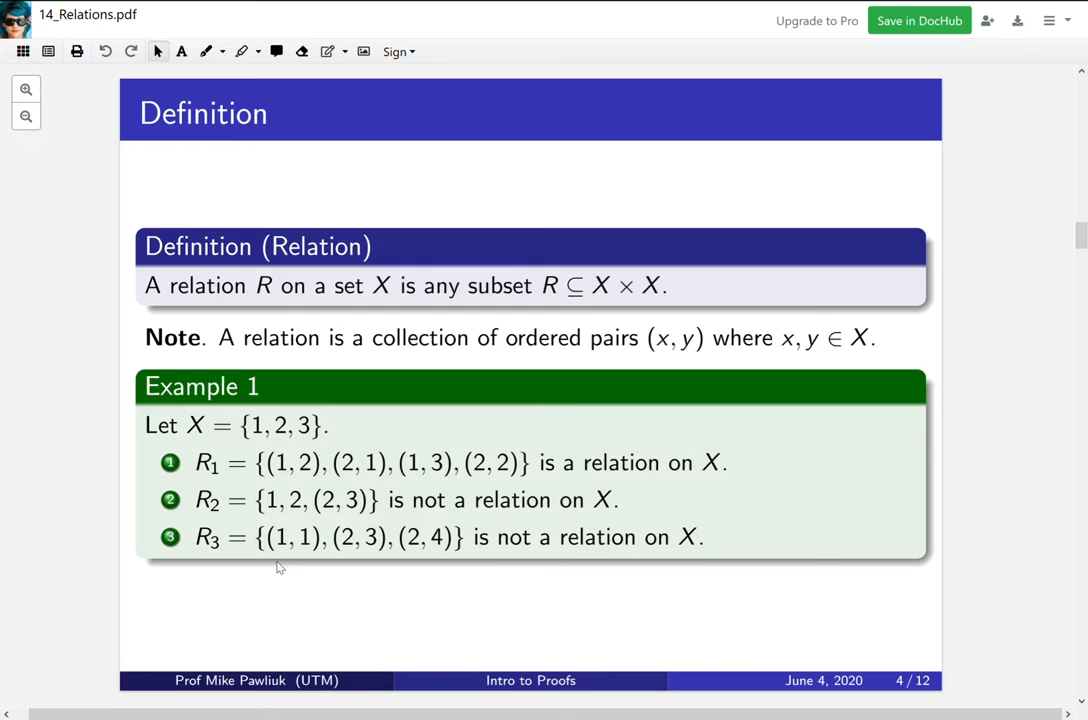 14_Relations.pdf
Upgrade to Pro
Save in DocHub
A
Sign
Definition
Definition (Relation)
A relation R on a set X is any subset R ⊆ X × X.
Note. A relation is a collection of ordered pairs (x, y) where x, y ∈ X.
Example 1
Let X = {1, 2, 3}.
1 R₁ = {(1, 2), (2, 1), (1, 3), (2, 2)} is a relation on X.
2 R₂ = {1, 2, (2, 3)} is not a relation on X.
3 R₃ = {(1, 1), (2, 3), (2, 4)} is not a relation on X.
Prof Mike Pawliuk (UTM) Intro to Proofs June 4, 2020 4 / 12